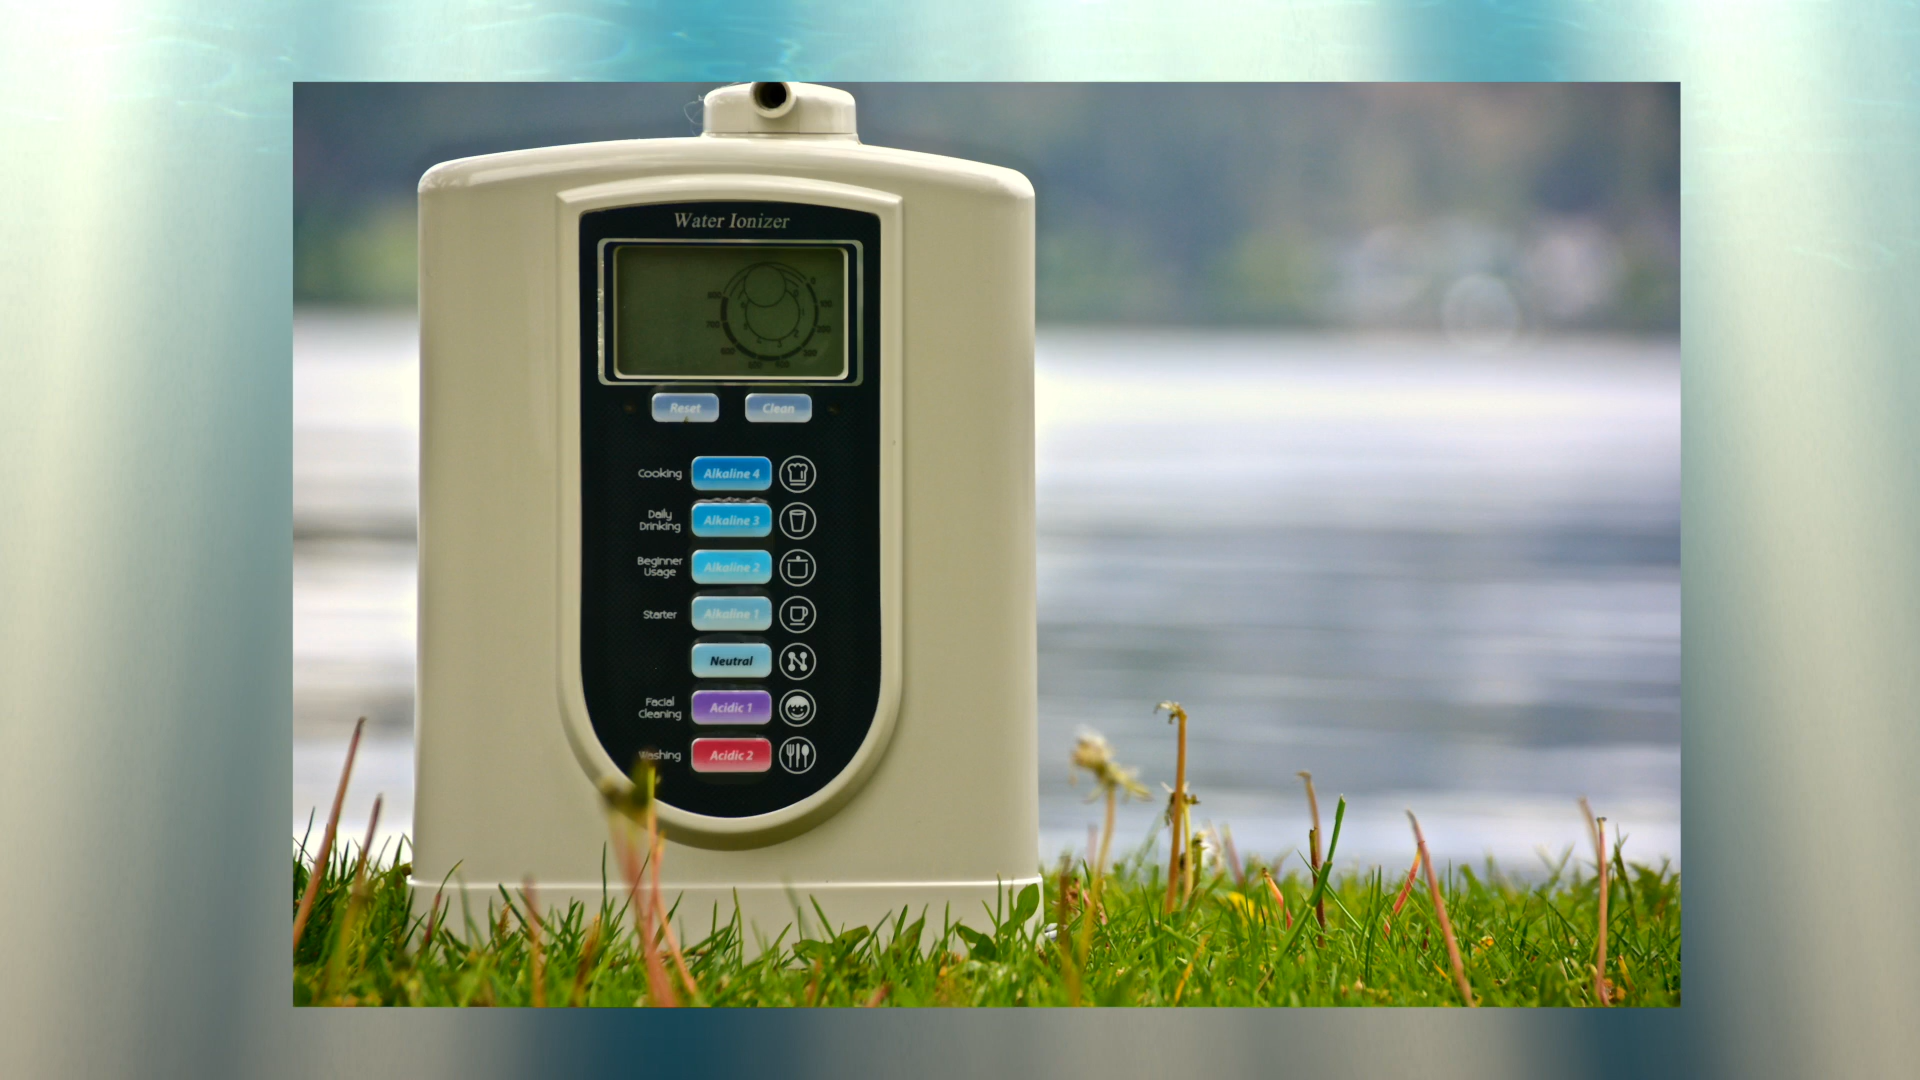 Water Ionizer
Reset
Clean
Cooking
Alkaline 4
Daily
Drinking
Alkaline 3
Beginner
Usage
Alkaline 2
Starter
Alkaline 1
Neutral
Facial
Cleaning
Acidic 1
Washing
Acidic 2